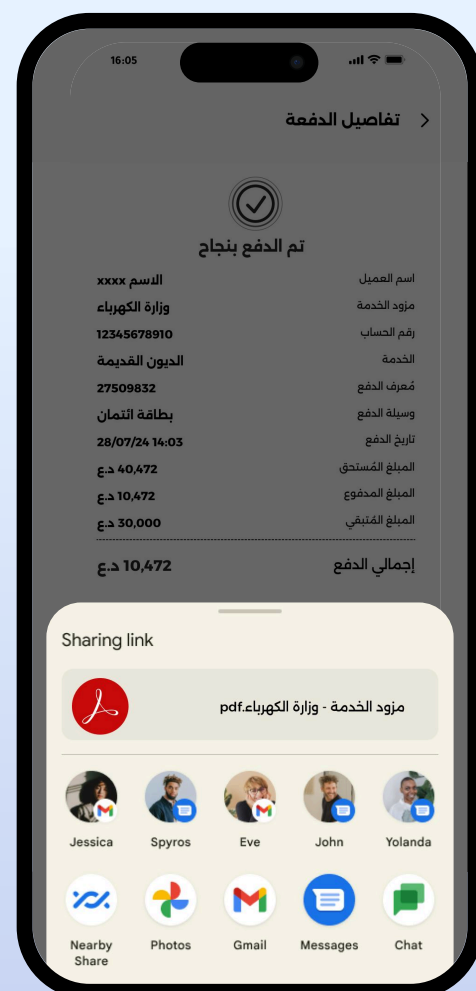 16:05
تفاصيل الدفعة
تم الدفع بنجاح
اسم العميل الاسم xxxx
مزود الخدمة وزارة الكهرباء
رقم الحساب 12345678910
الخدمة الديون القديمة
مُعرف الدفع 27509832
وسيلة الدفع بطاقة ائتمان
تاريخ الدفع 28/07/24 14:03
المبلغ المُستحق 40,472 د.ع
المبلغ المدفوع 10,472 د.ع
المبلغ المُتبقي 30,000 د.ع
إجمالي الدفع 10,472 د.ع
Sharing link
مزود الخدمة - وزارة الكهرباء.pdf
Jessica Spyros Eve John Yolanda
Nearby Share Photos Gmail Messages Chat